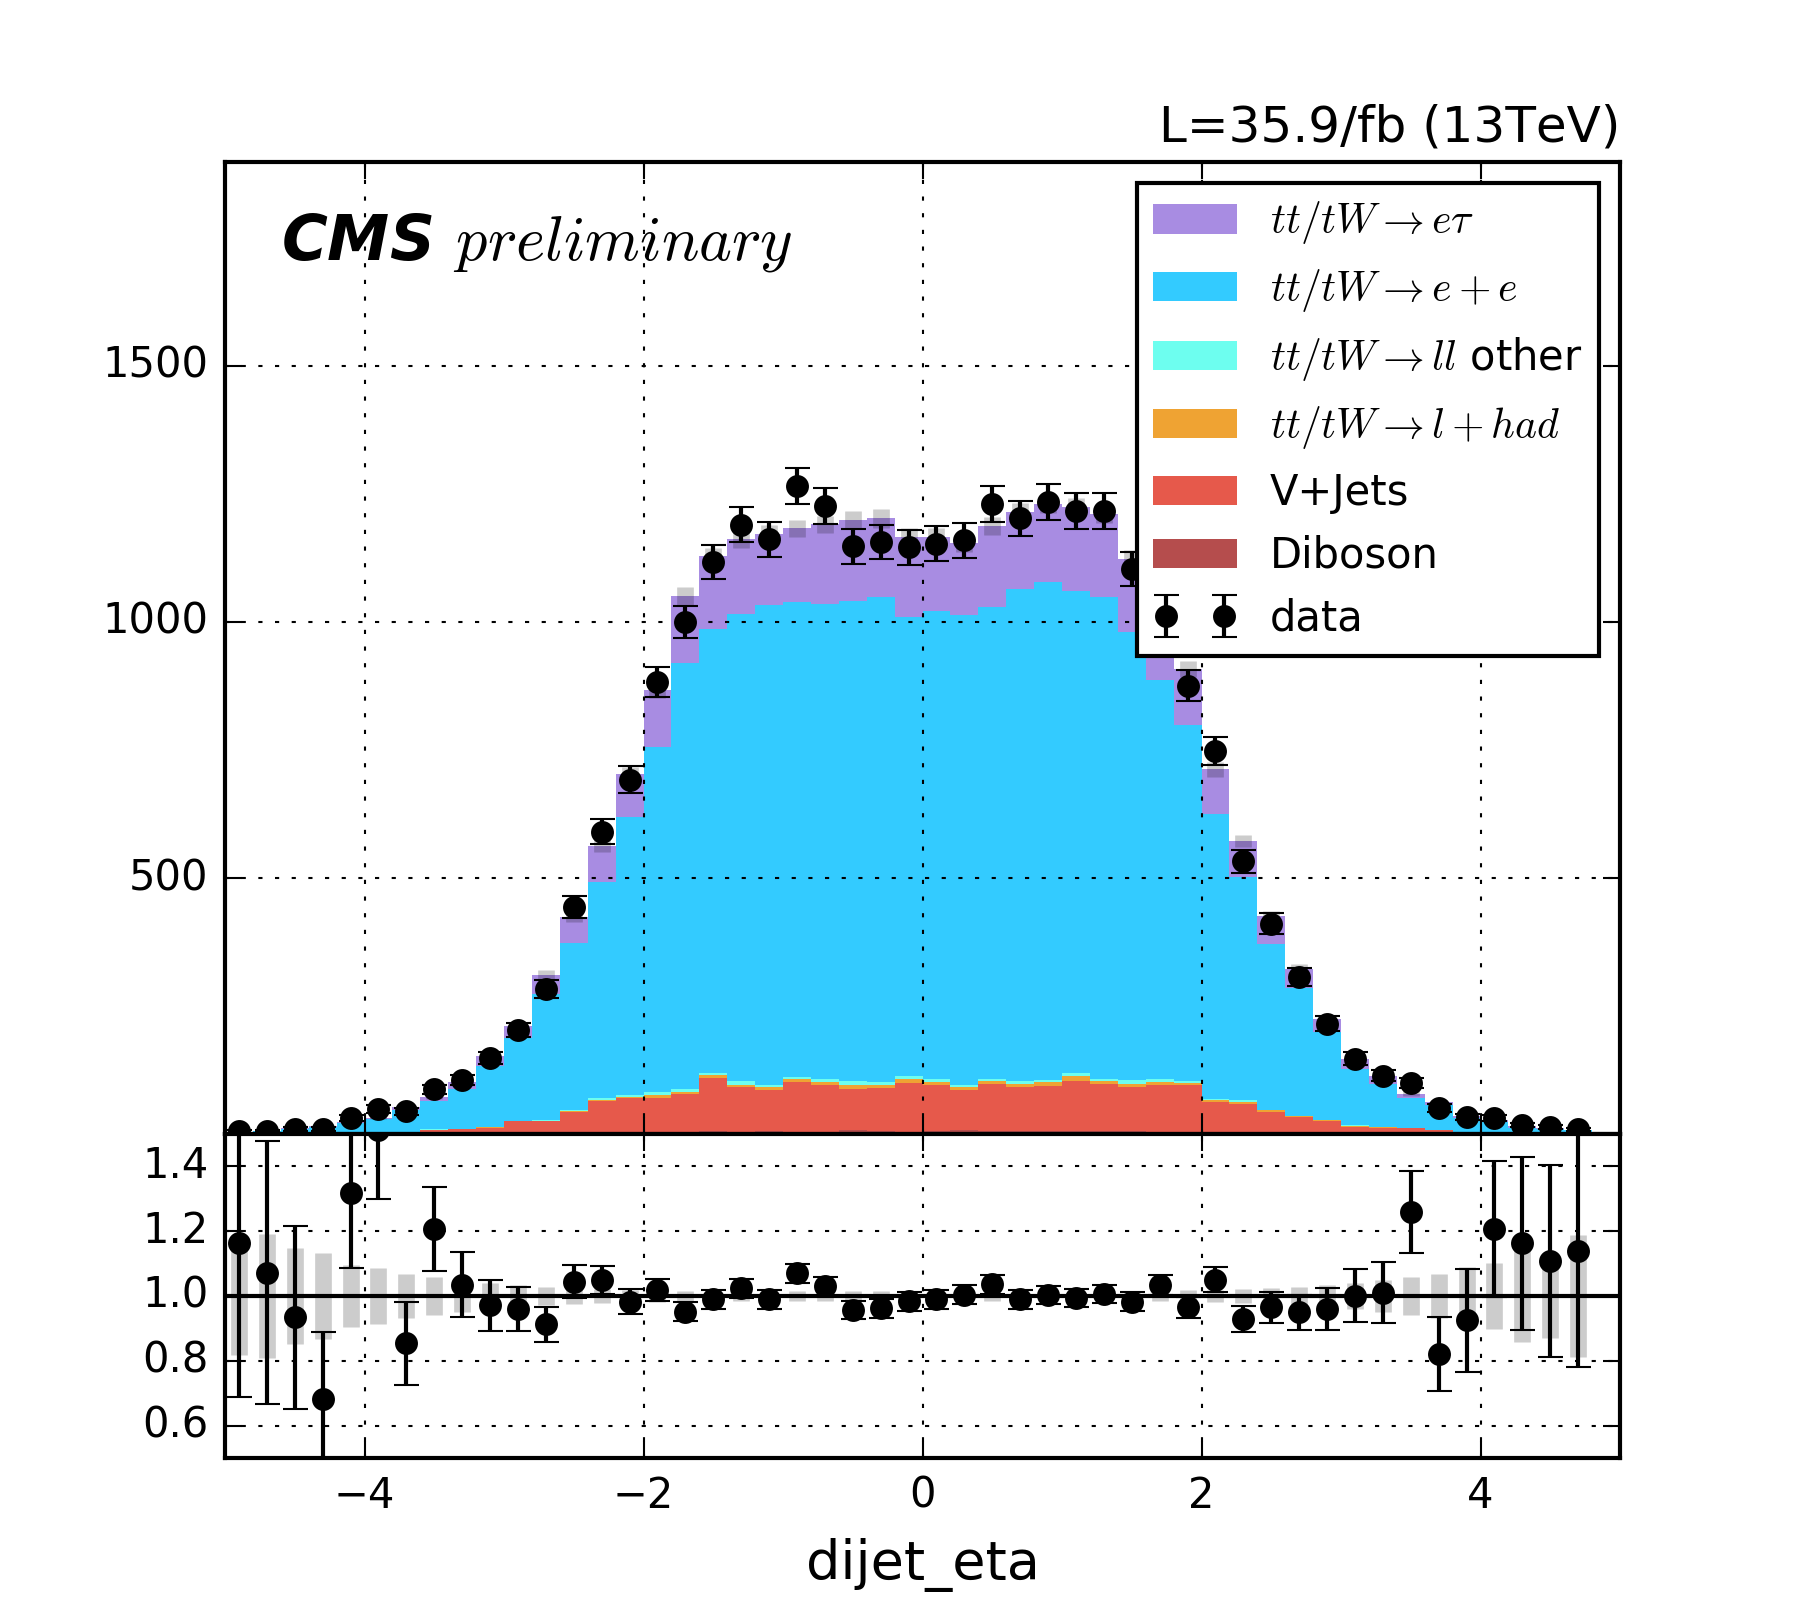 L=35.9/fb (13TeV)
CMS preliminary
tt/tW→eτ
tt/tW→e+e
tt/tW→ll other
tt/tW→l+had
V+Jets
Diboson
data
1500
1000
500
1.4
1.2
1.0
0.8
0.6
−4 −2 0 2 4
dijet_eta